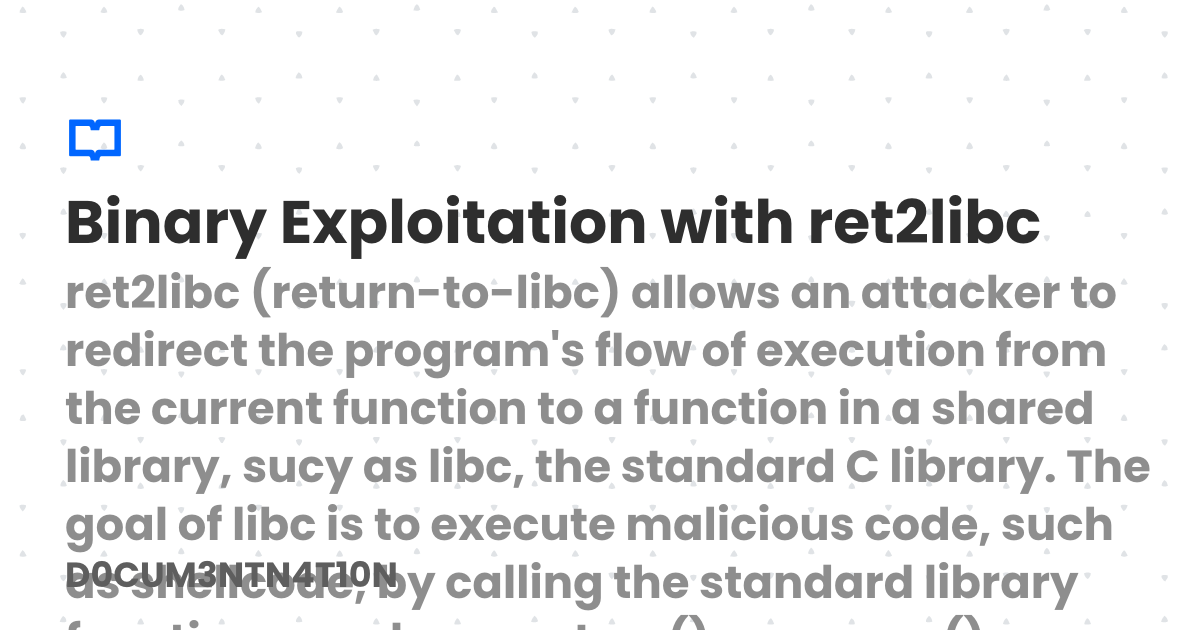 Binary Exploitation with ret2libc
ret2libc (return-to-libc) allows an attacker to
redirect the program's flow of execution from
the current function to a function in a shared
library, sucy as libc, the standard C library. The
goal of libc is to execute malicious code, such
D0CUM3NTN4T10N
as shellcode, by calling the standard library